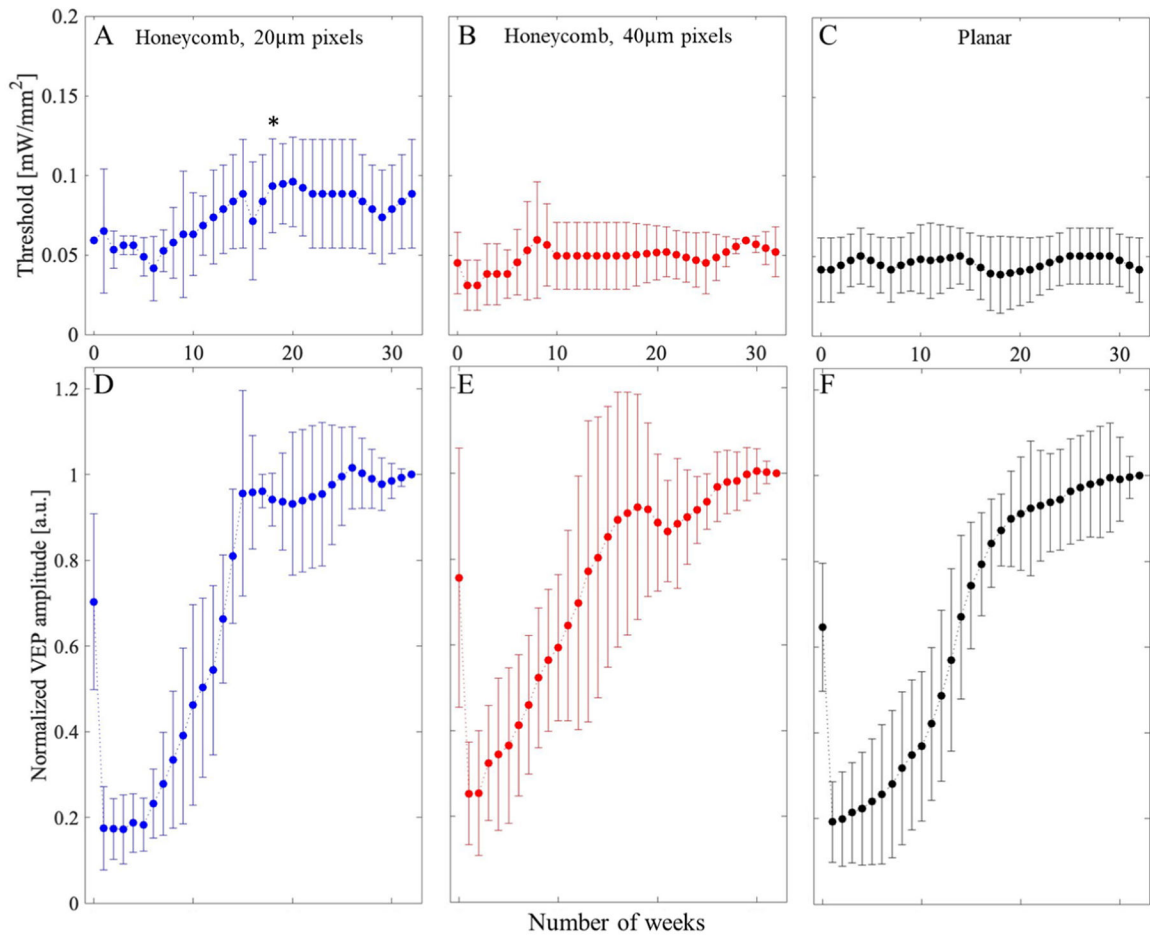 A Honeycomb, 20μm pixels
B Honeycomb, 40μm pixels
C Planar
Threshold [mW/mm²]
0.2
0.15
0.1
0.05
0
*
0 10 20 30
0 10 20 30
0 10 20 30
D
E
F
Normalized VEP amplitude [a.u.]
1.2
1
0.8
0.6
0.4
0.2
0
Number of weeks